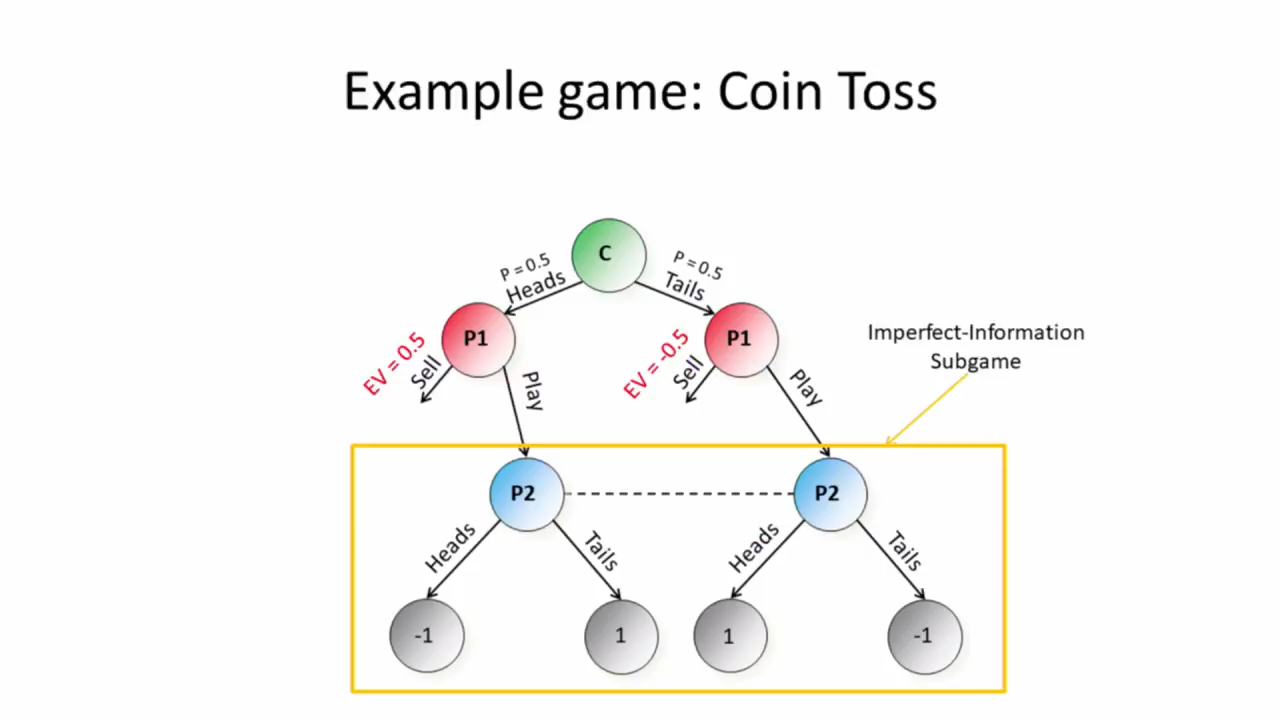 Example game: Coin Toss
C
P = 0.5
Heads
P = 0.5
Tails
P1
P1
EV = 0.5
Sell
Play
EV = -0.5
Sell
Play
Imperfect-Information
Subgame
P2
P2
Heads
Tails
Heads
Tails
-1
1
1
-1